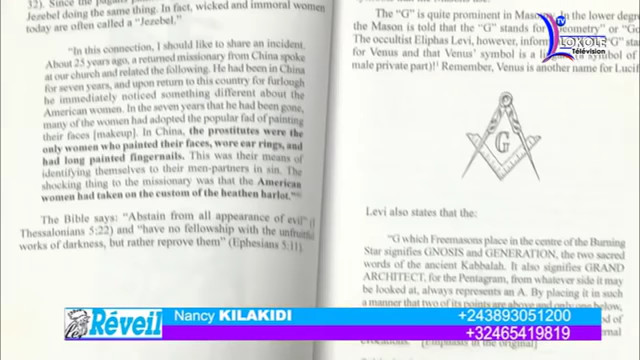 32). Since the pagans
Jezebel doing the same thing. In fact, wicked and immoral women
today are often called a "Jezebel."
"In this connection, I should like to share an incident.
About 25 years ago, a returned missionary from China spoke
at our church and related the following. He had been in China
for seven years, and upon return to this country for furlough
he immediately noticed something different about the
American women. In the seven years that he had been gone,
many of the women had adopted the popular fad of painting
their faces [makeup]. In China, the prostitutes were the
only women who painted their faces, wore ear rings, and
had long painted fingernails. This was their means of
identifying themselves to their men-partners in sin. The
shocking thing to the missionary was that the American
women had taken on the custom of the heathen harlot."
The Bible says: "Abstain from all appearance of evil" (I
Thessalonians 5:22) and "have no fellowship with the unfruitful
works of darkness, but rather reprove them" (Ephesians 5:11).
The "G" is quite prominent in Masonry. In the lower degrees
the Mason is told that the "G" stands for
The occultist Eliphas Levi, however, inform
for Venus and that Venus' symbol is a
male private part)! Remember, Venus is another name for Lucifer
G
Levi also states that the:
"G which Freemasons place in the centre of the Burning
Star signifies GNOSIS and GENERATION, the two sacred
words of the ancient Kabbalah. It also signifies GRAND
ARCHITECT, for the Pentagram, from whatever side it may
be looked at, always represents an A. By placing it in such
a manner that two of its points are above and only one below,
[Emphasis in the original]
TV
LOKOLE
Télévision
Réveil
Nancy KILAKIDI
+243893051200
+32465419819